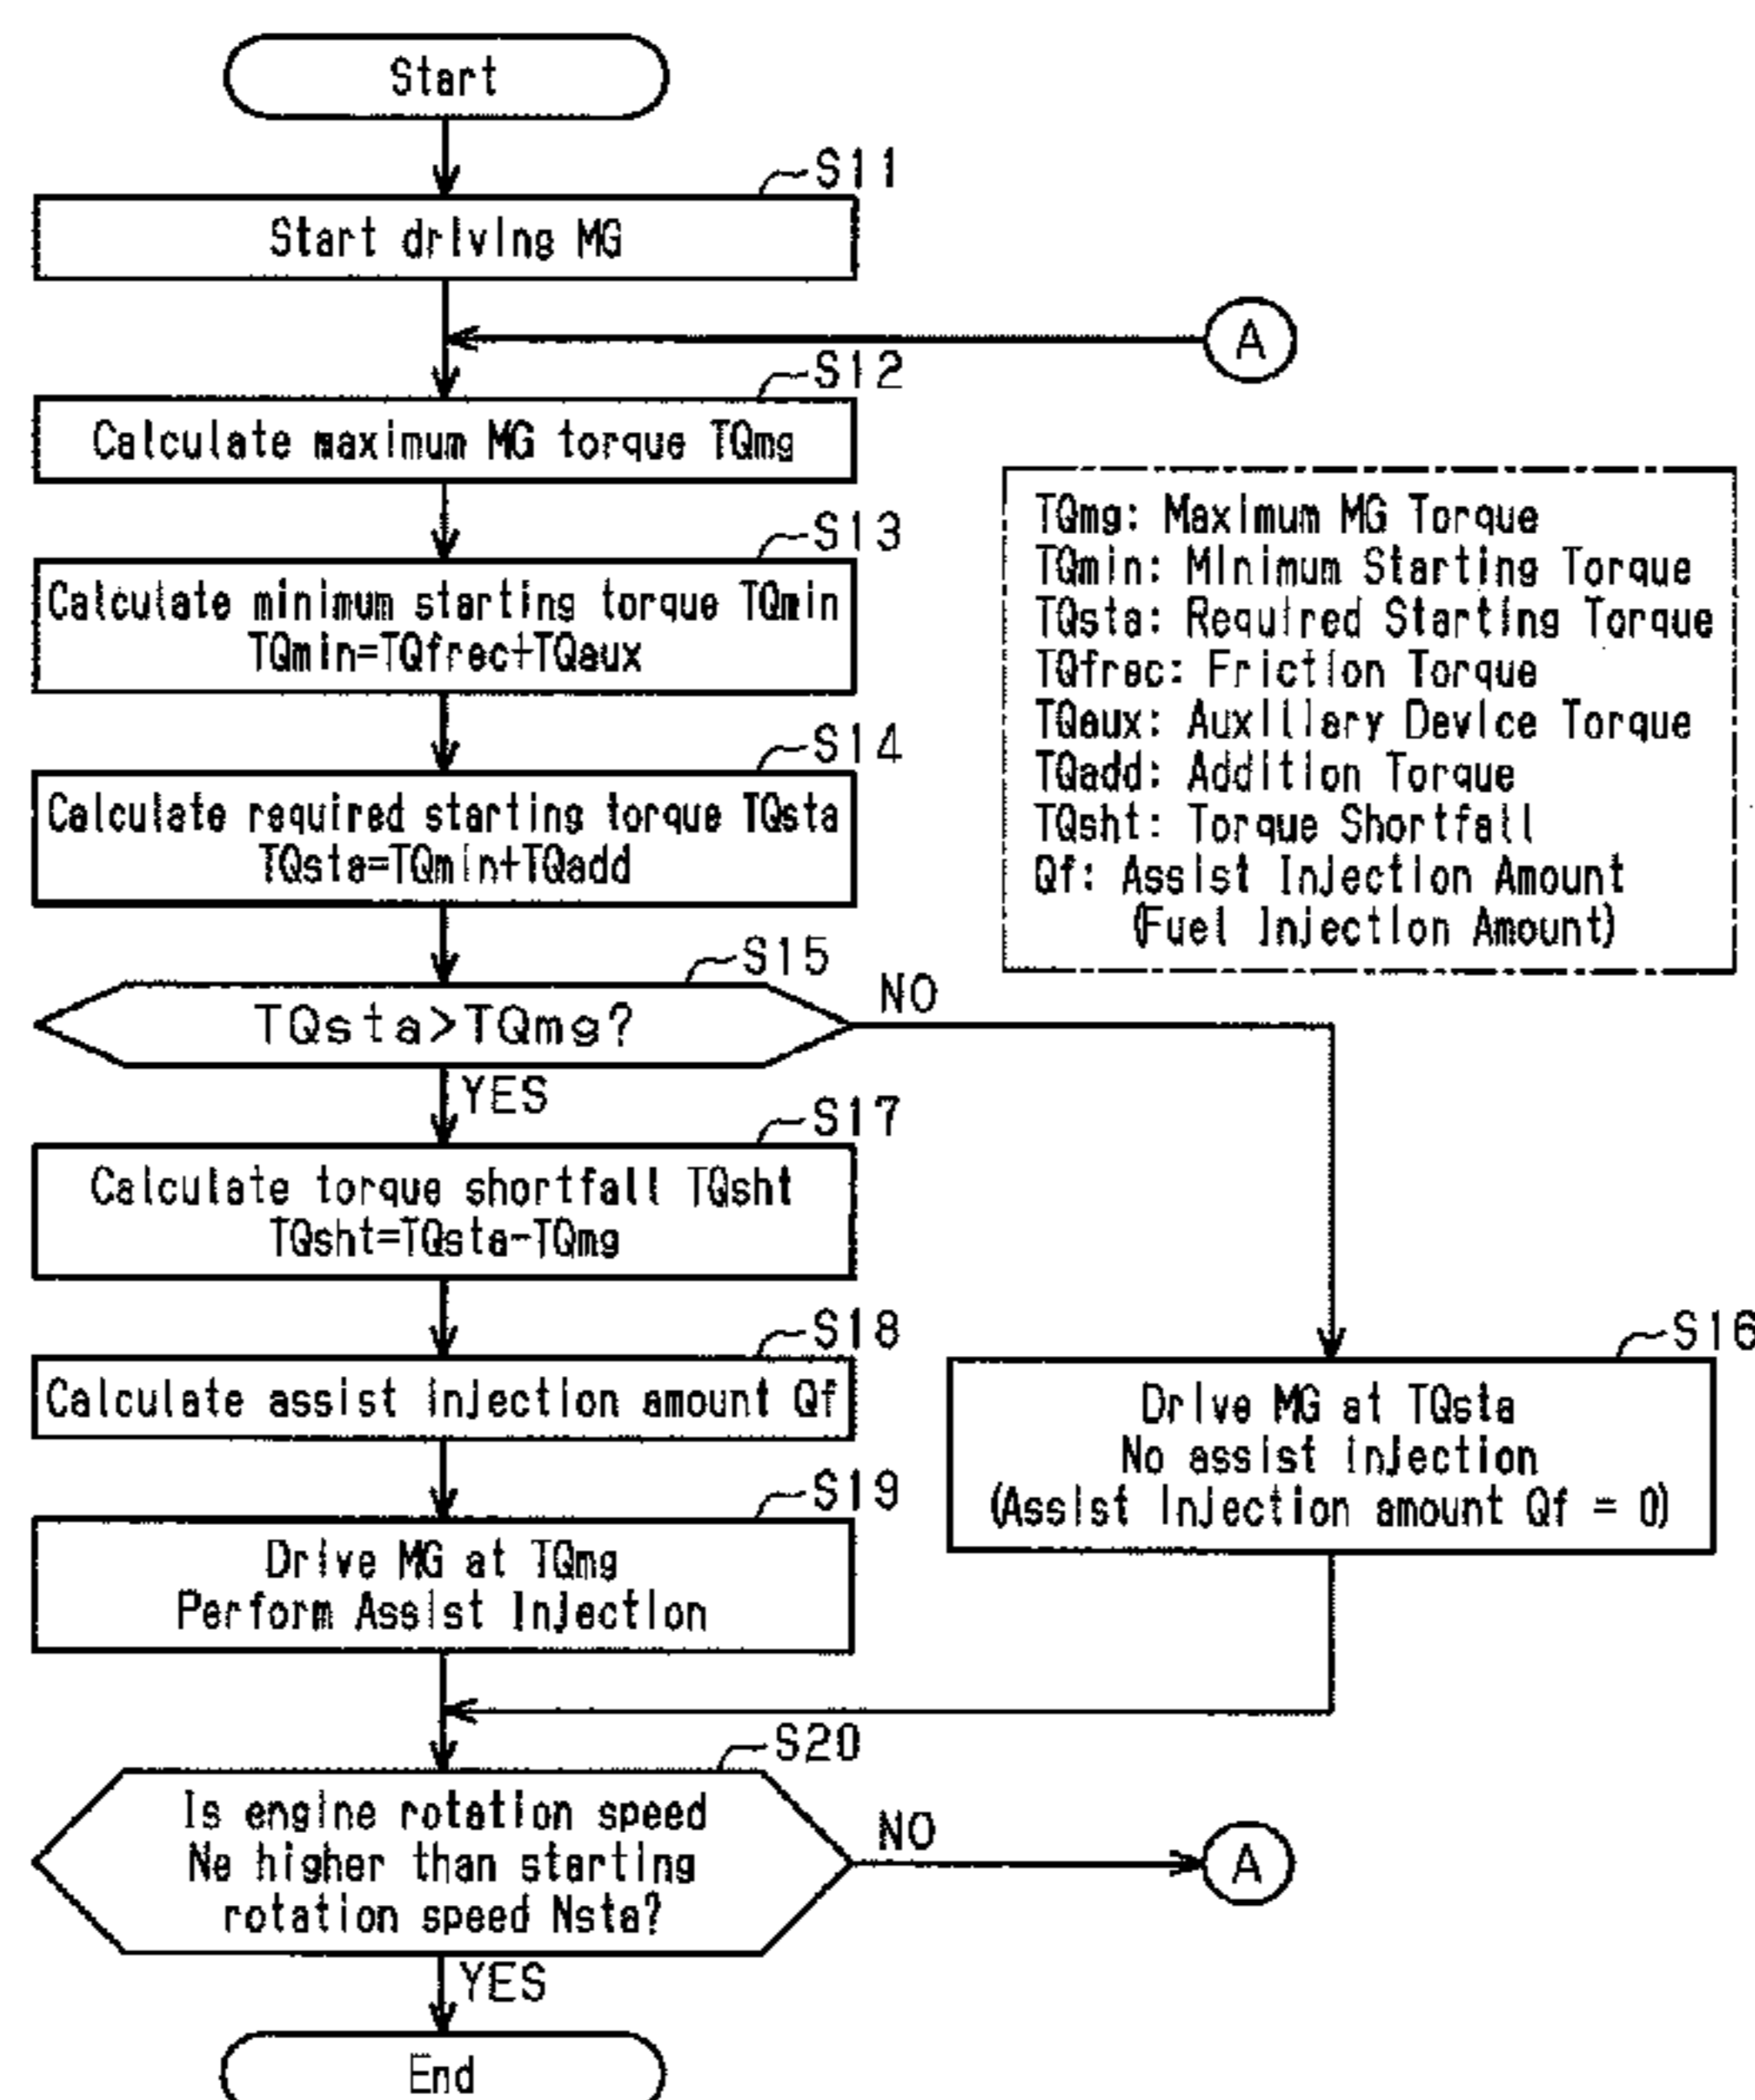 Start
S11
Start driving MG
A
S12
Calculate maximum MG torque TQmg
S13
Calculate minimum starting torque TQmin
TQmin=TQfrec+TQaux
S14
Calculate required starting torque TQsta
TQsta=TQmin+TQadd
TQmg: Maximum MG Torque
TQmin: Minimum Starting Torque
TQsta: Required Starting Torque
TQfrec: Friction Torque
TQaux: Auxiliary Device Torque
TQadd: Addition Torque
TQsht: Torque Shortfall
Qf: Assist Injection Amount
(Fuel Injection Amount)
S15
TQsta>TQmg?
NO
YES
S17
Calculate torque shortfall TQsht
TQsht=TQsta-TQmg
S18
Calculate assist injection amount Qf
S16
Drive MG at TQsta
No assist injection
(Assist Injection amount Qf = 0)
S19
Drive MG at TQmg
Perform Assist Injection
S20
Is engine rotation speed
Ne higher than starting
rotation speed Nsta?
NO
A
YES
End